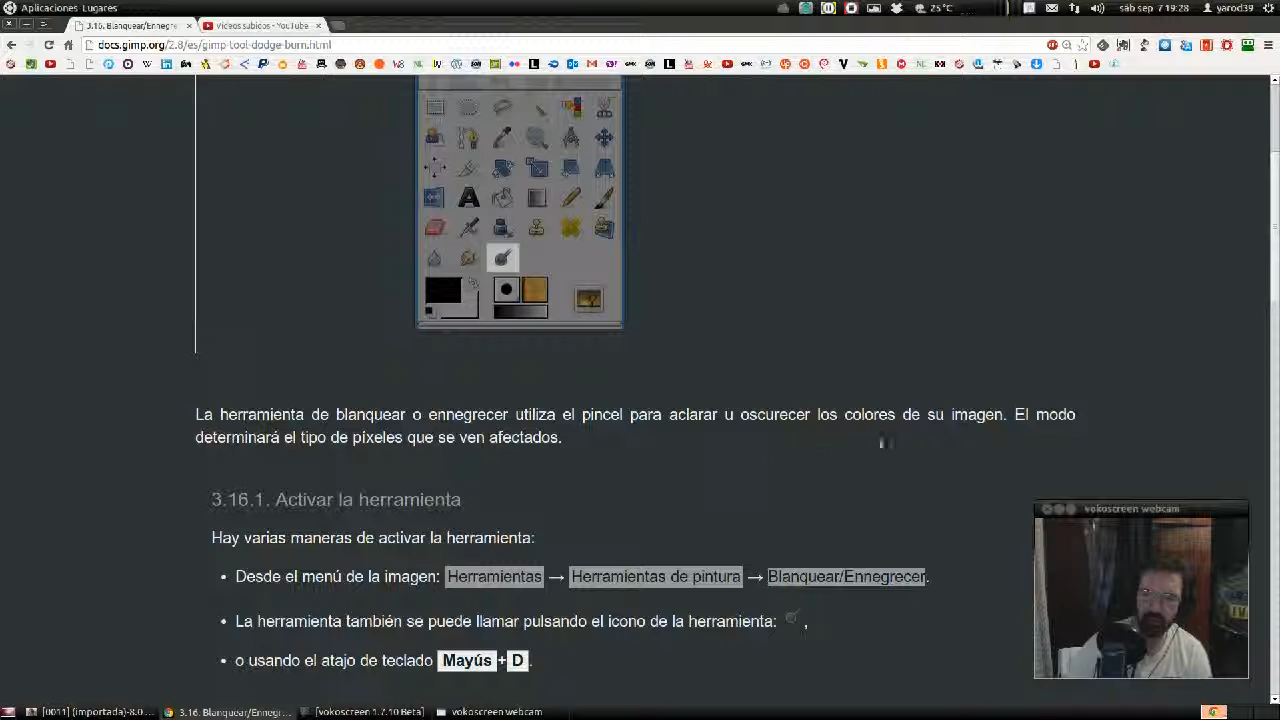 Aplicaciones Lugares
25°C
sáb sep 7 19:28
yarod39
3.16. Blanquear/Ennegre
Vídeos subidos - YouTube
docs.gimp.org/2.8/es/gimp-tool-dodge-burn.html
La herramienta de blanquear o ennegrecer utiliza el pincel para aclarar u oscurecer los colores de su imagen. El modo
determinará el tipo de píxeles que se ven afectados.
3.16.1. Activar la herramienta
Hay varias maneras de activar la herramienta:
• Desde el menú de la imagen: Herramientas → Herramientas de pintura → Blanquear/Ennegrecer.
• La herramienta también se puede llamar pulsando el icono de la herramienta: ,
• o usando el atajo de teclado Mayús+D.
vokoscreen webcam
[0011] (importada)-8.0...
3.16. Blanquear/Ennegr...
[vokoscreen 1.7.10 Beta]
vokoscreen webcam